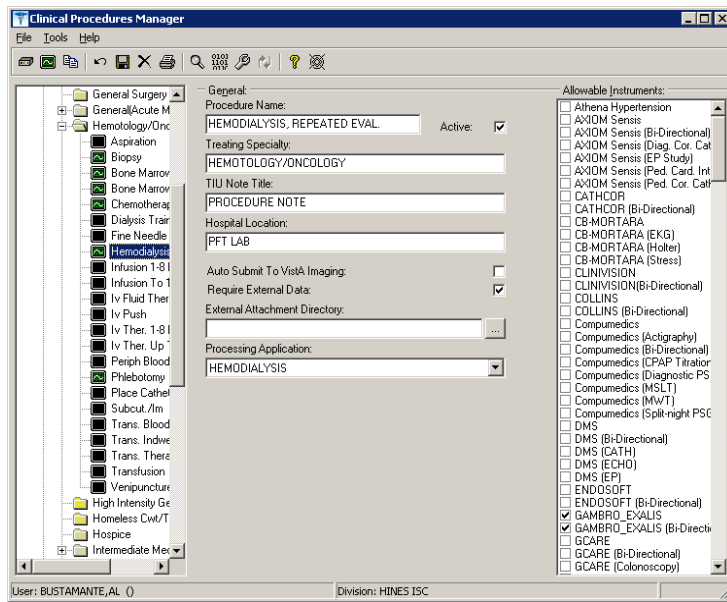 Clinical Procedures Manager
File Tools Help
General Surgery
General(Acute M
Hemotology/Onc
Aspiration
Biopsy
Bone Marrow
Bone Marrow
Chemotherap
Dialysis Train
Fine Needle
Hemodialysis
Infusion 1-8 
Infusion To 1
Iv Fluid Ther
Iv Push
Iv Ther. 1-8 
Iv Ther. Up 
Periph Blood
Phlebotomy
Place Cathet
Subcut./Im
Trans. Blood
Trans. Indwe
Trans. Thera
Transfusion
Venipuncture
High Intensity Ge
Homeless Cwt/T
Hospice
Intermediate Med
General:
Procedure Name:
HEMODIALYSIS, REPEATED EVAL.
Active:
Treating Specialty:
HEMOTOLOGY/ONCOLOGY
TIU Note Title:
PROCEDURE NOTE
Hospital Location:
PFT LAB
Auto Submit To VistA Imaging:
Require External Data:
External Attachment Directory:
...
Processing Application:
HEMODIALYSIS
Allowable Instruments:
Athena Hypertension
AXIOM Sensis
AXIOM Sensis (Bi-Directional)
AXIOM Sensis (Diag. Cor. Cat
AXIOM Sensis (EP Study)
AXIOM Sensis (Ped. Card. Int
AXIOM Sensis (Ped. Cor. Cath
CATHCOR
CATHCOR (Bi-Directional)
CB-MORTARA
CB-MORTARA (EKG)
CB-MORTARA (Holter)
CB-MORTARA (Stress)
CLINIVISION
CLINIVISION(Bi-Directional)
COLLINS
COLLINS (Bi-Directional)
Compumedics
Compumedics (Actigraphy)
Compumedics (Bi-Directional)
Compumedics (CPAP Titration
Compumedics (Diagnostic PS
Compumedics (MSLT)
Compumedics (MWT)
Compumedics (Split-night PSG
DMS
DMS (Bi-Directional)
DMS (CATH)
DMS (ECHO)
DMS (EP)
ENDOSOFT
ENDOSOFT (Bi-Directional)
GAMBRO_EXALIS
GAMBRO_EXALIS (Bi-Directi
GCARE
GCARE (Bi-Directional)
GCARE (Colonoscopy)
User: BUSTAMANTE,AL ()
Division: HINES ISC